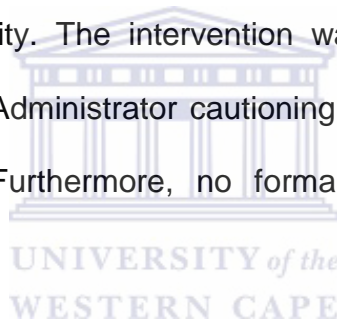 ity. The intervention wa
Administrator cautioning
Furthermore, no forma
UNIVERSITY of the
WESTERN CAPE